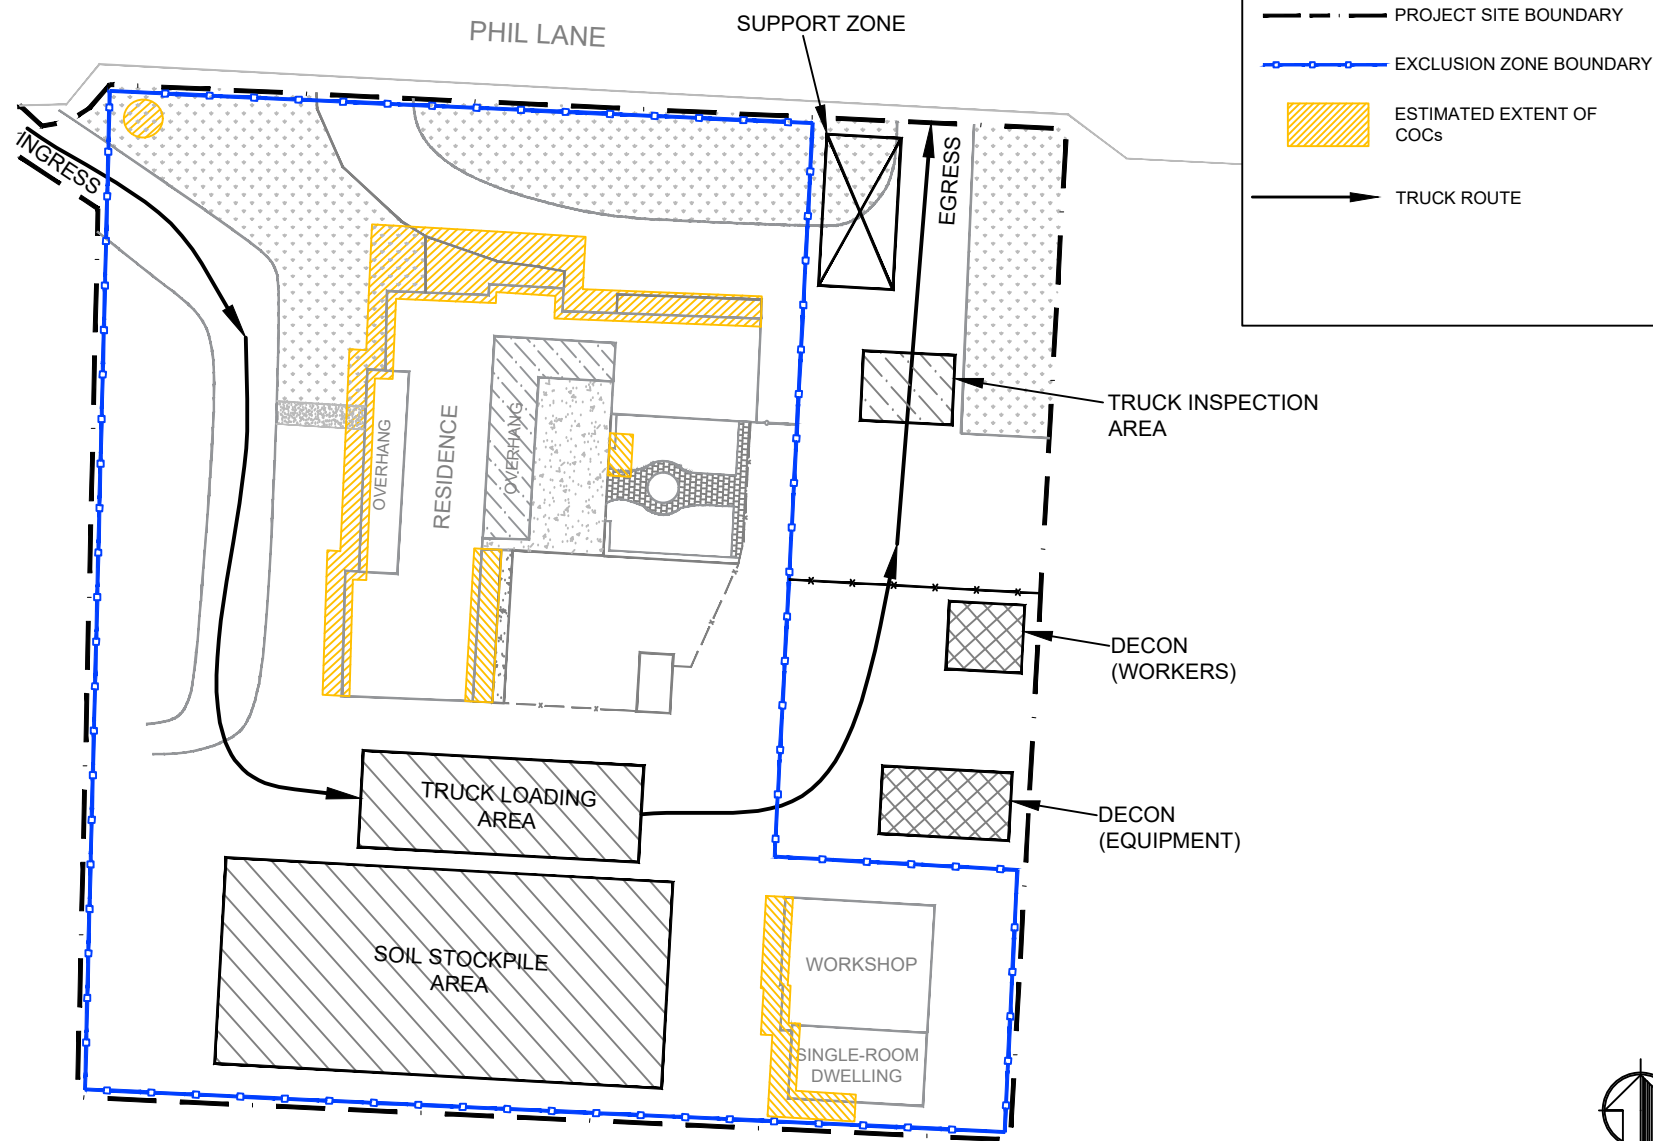 PHIL LANE
SUPPORT ZONE
PROJECT SITE BOUNDARY
EXCLUSION ZONE BOUNDARY
ESTIMATED EXTENT OF
COCs
TRUCK ROUTE
INGRESS
EGRESS
TRUCK INSPECTION
AREA
OVERHANG
RESIDENCE
OVERHANG
DECON
(WORKERS)
TRUCK LOADING
AREA
DECON
(EQUIPMENT)
SOIL STOCKPILE
AREA
WORKSHOP
SINGLE-ROOM
DWELLING